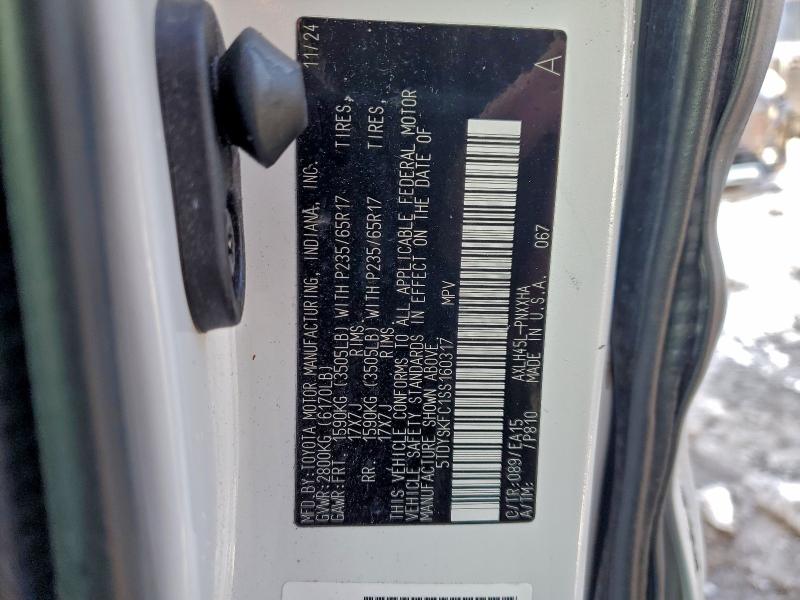 MFD BY:TOYOTA MOTOR MANUFACTURING, INDIANA, INC. 11/24
GVWR:2800KG (6170LB)
GAWR:FRT. 1590KG (3505LB) WITH P235/65R17 TIRES,
17X7J RIMS.
RR. 1590KG (3505LB) WITH P235/65R17 TIRES,
17X7J RIMS.
THIS VEHICLE CONFORMS TO ALL APPLICABLE FEDERAL MOTOR
VEHICLE SAFETY STANDARDS IN EFFECT ON THE DATE OF
MANUFACTURE SHOWN ABOVE.
5TDYSKFC1SS160317 MPV
C/TR:089/EA15 AXLH45L-PNXXHA 067
A/TM: /P810 MADE IN U.S.A.
A